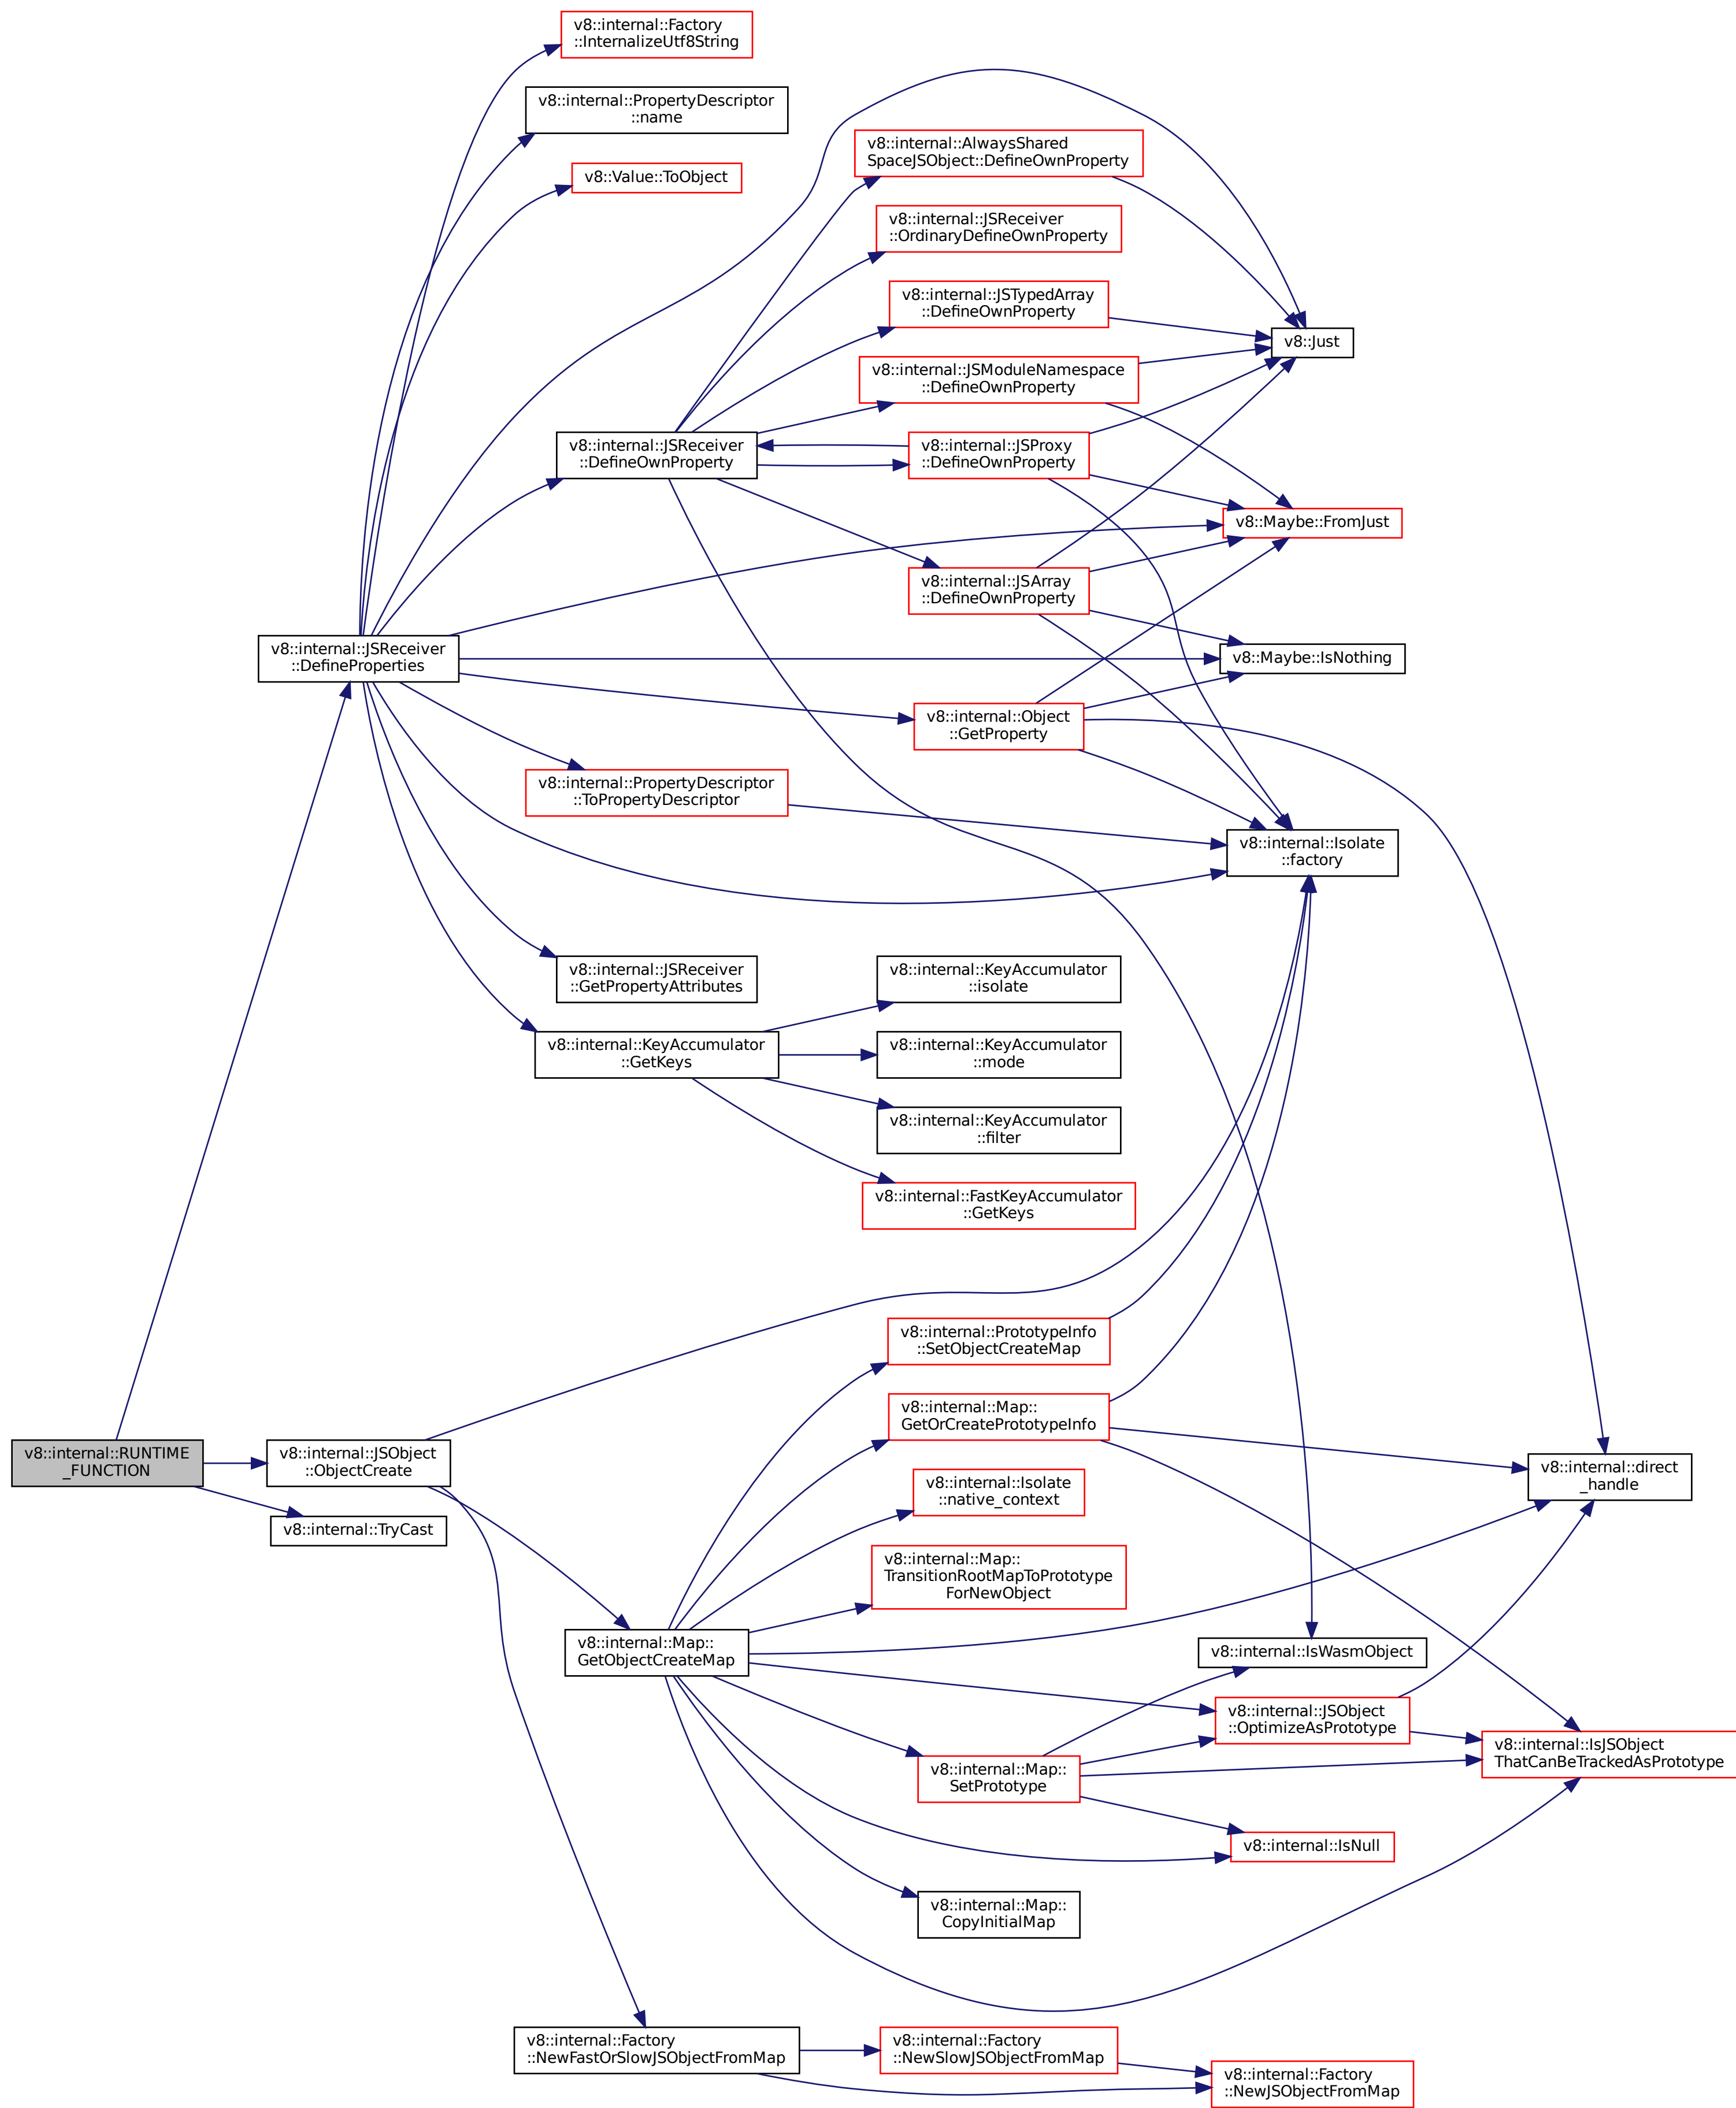 v8::internal::Factory
::InternalizeUtf8String
v8::internal::PropertyDescriptor
::name
v8::internal::AlwaysShared
SpaceJSObject::DefineOwnProperty
v8::Value::ToObject
v8::internal::JSReceiver
::OrdinaryDefineOwnProperty
v8::internal::JSTypedArray
::DefineOwnProperty
v8::Just
v8::internal::JSModuleNamespace
::DefineOwnProperty
v8::internal::JSReceiver
::DefineOwnProperty
v8::internal::JSProxy
::DefineOwnProperty
v8::Maybe::FromJust
v8::internal::JSArray
::DefineOwnProperty
v8::internal::JSReceiver
::DefineProperties
v8::Maybe::IsNothing
v8::internal::Object
::GetProperty
v8::internal::PropertyDescriptor
::ToPropertyDescriptor
v8::internal::Isolate
::factory
v8::internal::JSReceiver
::GetPropertyAttributes
v8::internal::KeyAccumulator
::isolate
v8::internal::KeyAccumulator
::GetKeys
v8::internal::KeyAccumulator
::mode
v8::internal::KeyAccumulator
::filter
v8::internal::FastKeyAccumulator
::GetKeys
v8::internal::PrototypeInfo
::SetObjectCreateMap
v8::internal::Map::
GetOrCreatePrototypeInfo
v8::internal::RUNTIME
_FUNCTION
v8::internal::JSObject
::ObjectCreate
v8::internal::Isolate
::native_context
v8::internal::direct
_handle
v8::internal::TryCast
v8::internal::Map::
TransitionRootMapToPrototype
ForNewObject
v8::internal::Map::
GetObjectCreateMap
v8::internal::IsWasmObject
v8::internal::JSObject
::OptimizeAsPrototype
v8::internal::IsJSObject
ThatCanBeTrackedAsPrototype
v8::internal::Map::
SetPrototype
v8::internal::IsNull
v8::internal::Map::
CopyInitialMap
v8::internal::Factory
::NewFastOrSlowJSObjectFromMap
v8::internal::Factory
::NewSlowJSObjectFromMap
v8::internal::Factory
::NewJSObjectFromMap